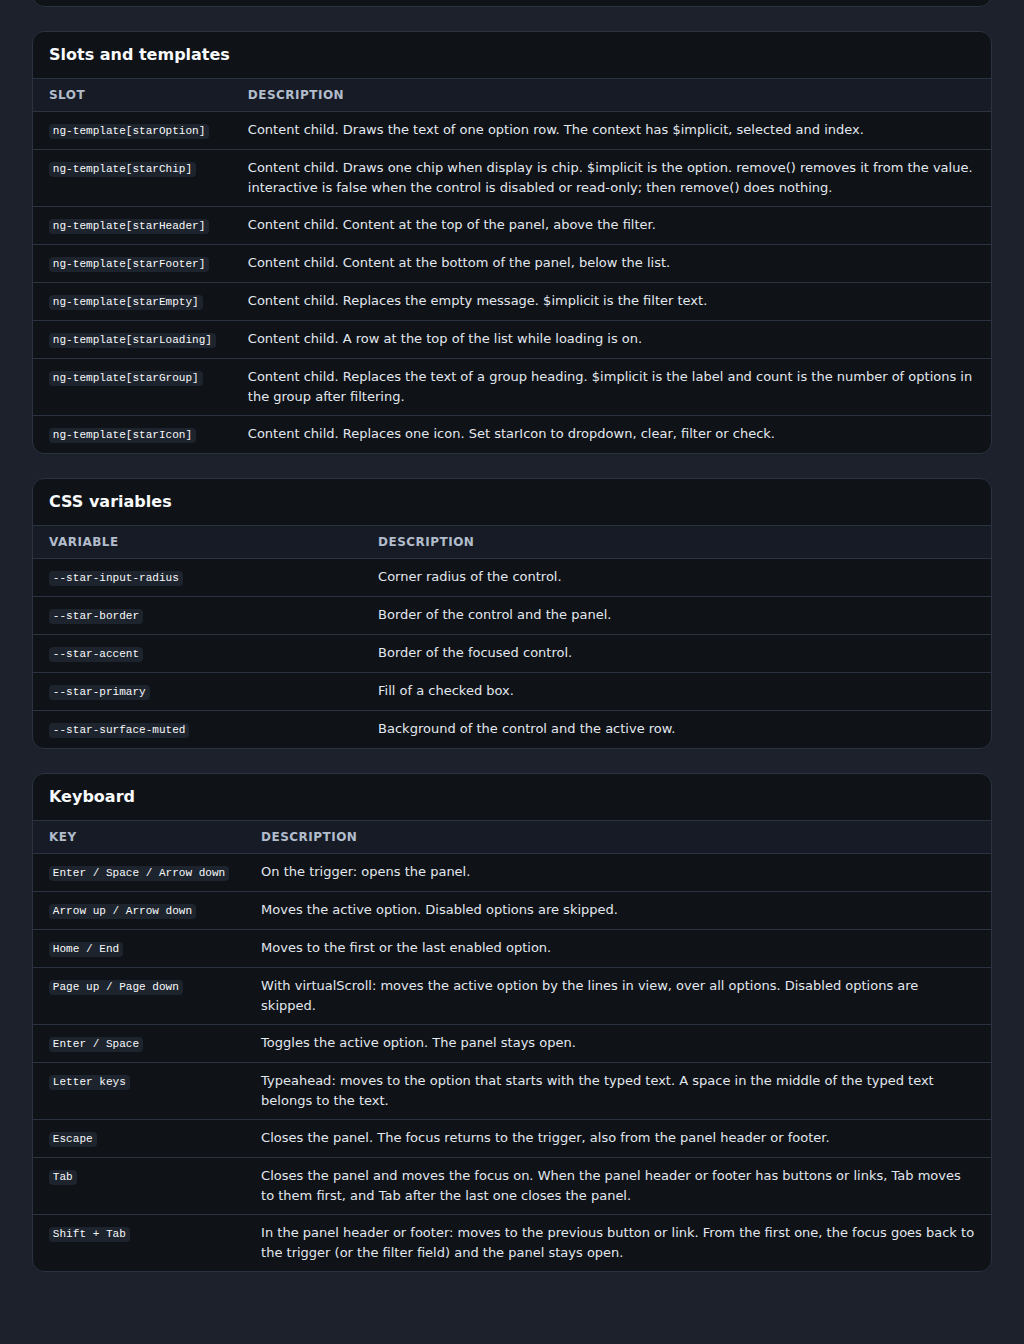 Slots and templates
SLOT DESCRIPTION
ng-template[starOption] Content child. Draws the text of one option row. The context has $implicit, selected and index.
ng-template[starChip] Content child. Draws one chip when display is chip. $implicit is the option. remove() removes it from the value.
interactive is false when the control is disabled or read-only; then remove() does nothing.
ng-template[starHeader] Content child. Content at the top of the panel, above the filter.
ng-template[starFooter] Content child. Content at the bottom of the panel, below the list.
ng-template[starEmpty] Content child. Replaces the empty message. $implicit is the filter text.
ng-template[starLoading] Content child. A row at the top of the list while loading is on.
ng-template[starGroup] Content child. Replaces the text of a group heading. $implicit is the label and count is the number of options in
the group after filtering.
ng-template[starIcon] Content child. Replaces one icon. Set starIcon to dropdown, clear, filter or check.
CSS variables
VARIABLE DESCRIPTION
--star-input-radius Corner radius of the control.
--star-border Border of the control and the panel.
--star-accent Border of the focused control.
--star-primary Fill of a checked box.
--star-surface-muted Background of the control and the active row.
Keyboard
KEY DESCRIPTION
Enter / Space / Arrow down On the trigger: opens the panel.
Arrow up / Arrow down Moves the active option. Disabled options are skipped.
Home / End Moves to the first or the last enabled option.
Page up / Page down With virtualScroll: moves the active option by the lines in view, over all options. Disabled options are
skipped.
Enter / Space Toggles the active option. The panel stays open.
Letter keys Typeahead: moves to the option that starts with the typed text. A space in the middle of the typed text
belongs to the text.
Escape Closes the panel. The focus returns to the trigger, also from the panel header or footer.
Tab Closes the panel and moves the focus on. When the panel header or footer has buttons or links, Tab moves
to them first, and Tab after the last one closes the panel.
Shift + Tab In the panel header or footer: moves to the previous button or link. From the first one, the focus goes back to
the trigger (or the filter field) and the panel stays open.